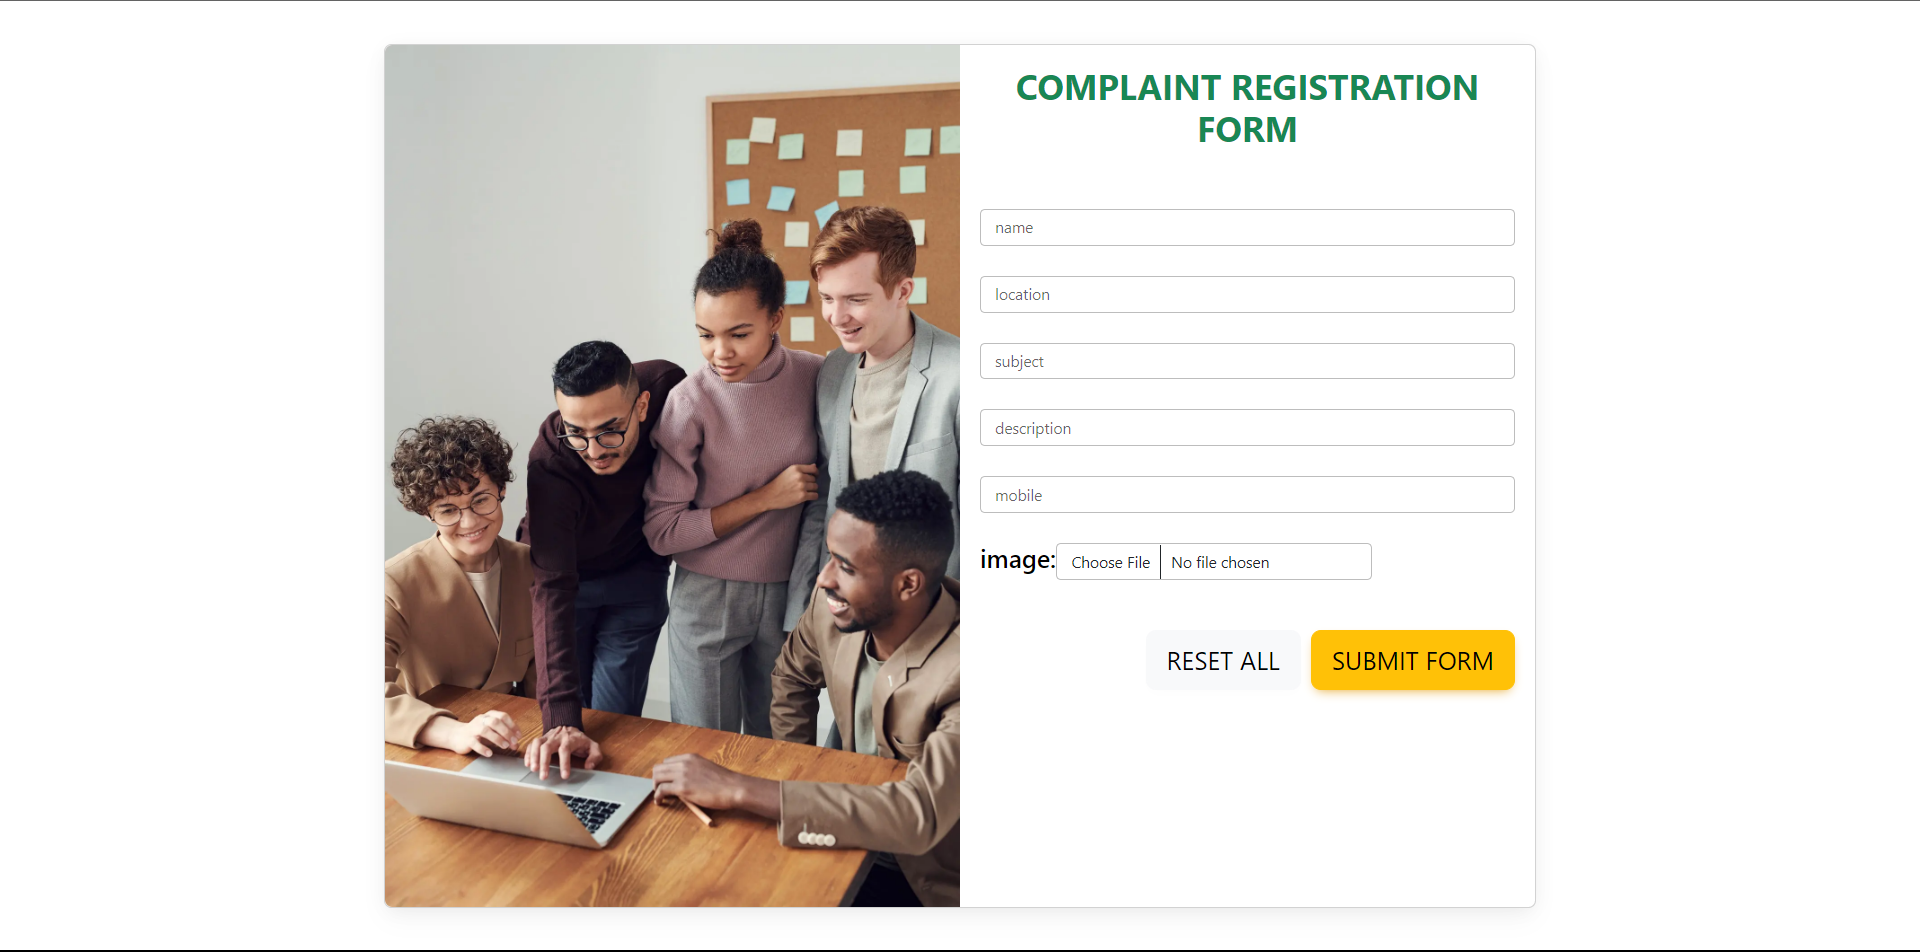 COMPLAINT REGISTRATION
FORM
name
location
subject
description
mobile
image: Choose File No file chosen
RESET ALL SUBMIT FORM